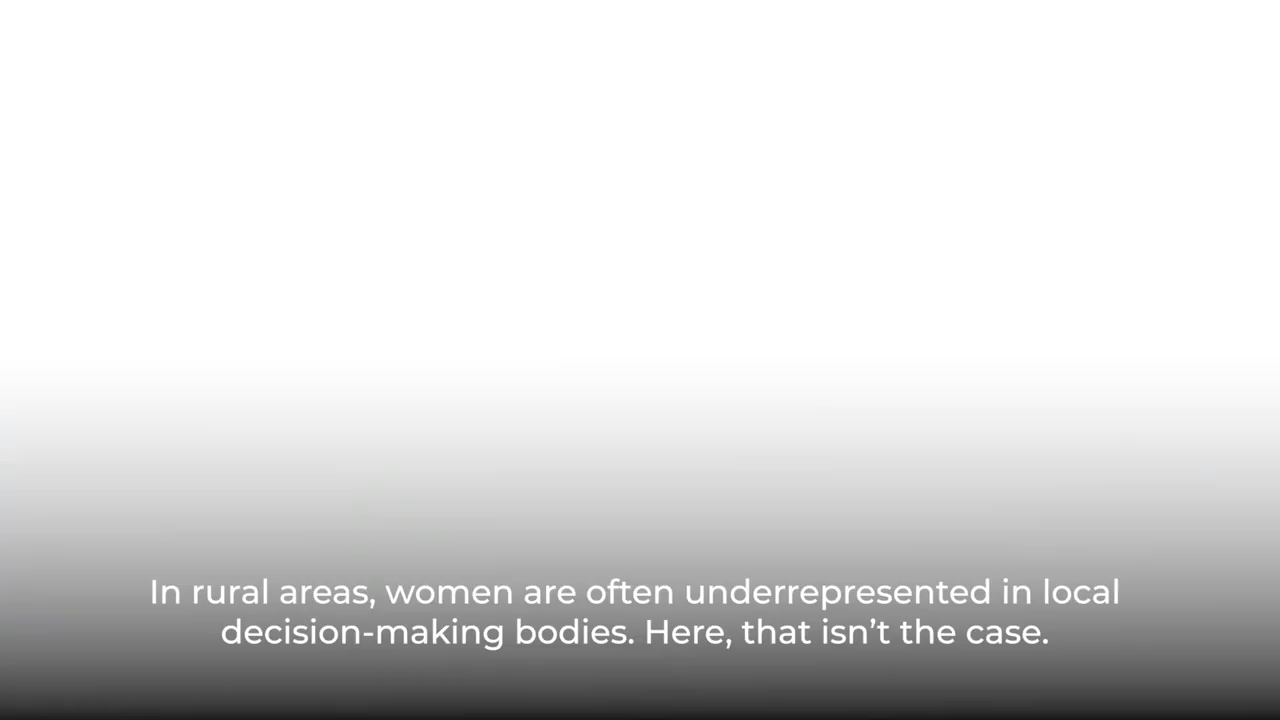 In rural areas, women are often underrepresented in local
decision-making bodies. Here, that isn’t the case.